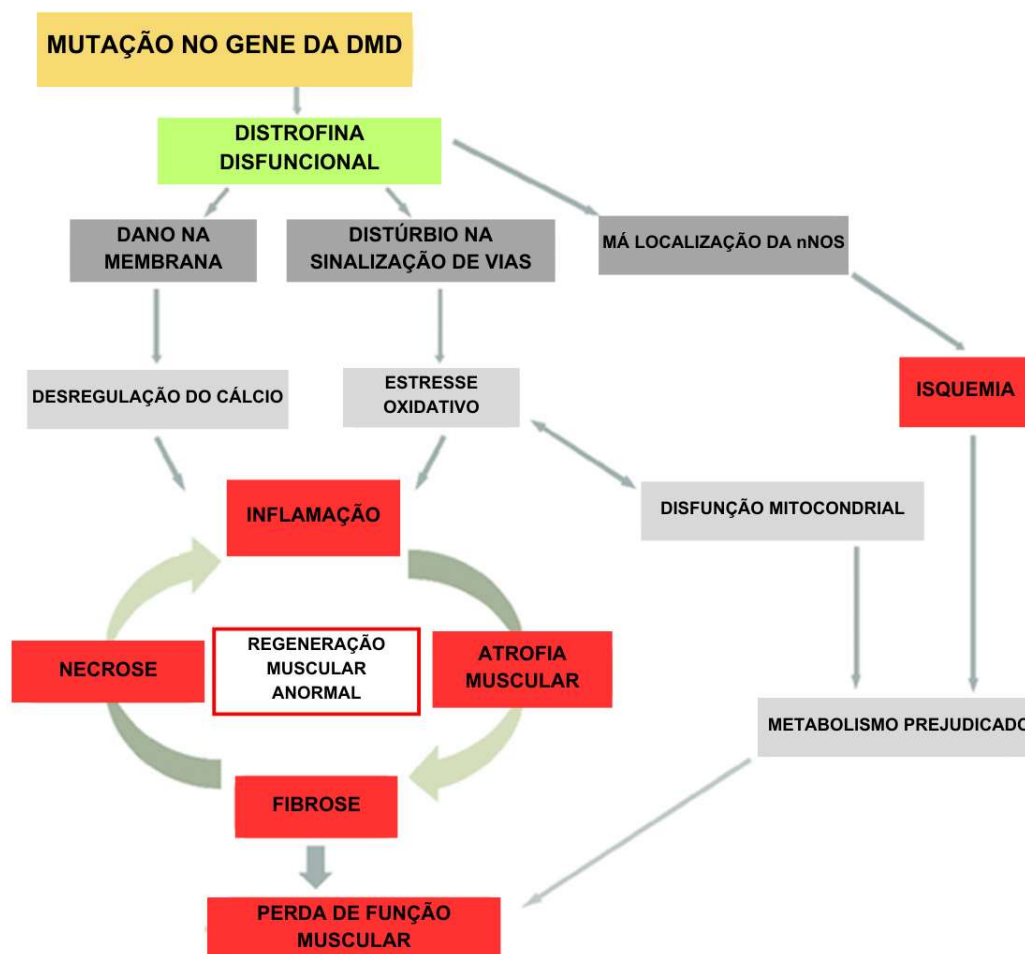 MUTAÇÃO NO GENE DA DMD
DISTROFINA
DISFUNCIONAL
DANO NA
MEMBRANA
DISTÚRBIO NA
SINALIZAÇÃO DE VIAS
MÁ LOCALIZAÇÃO DA nNOS
DESREGULAÇÃO DO CÁLCIO
ESTRESSE
OXIDATIVO
ISQUEMIA
INFLAMAÇÃO
DISFUNÇÃO MITOCONDRIAL
NECROSE
REGENERAÇÃO
MUSCULAR
ANORMAL
ATROFIA
MUSCULAR
METABOLISMO PREJUDICADO
FIBROSE
PERDA DE FUNÇÃO
MUSCULAR